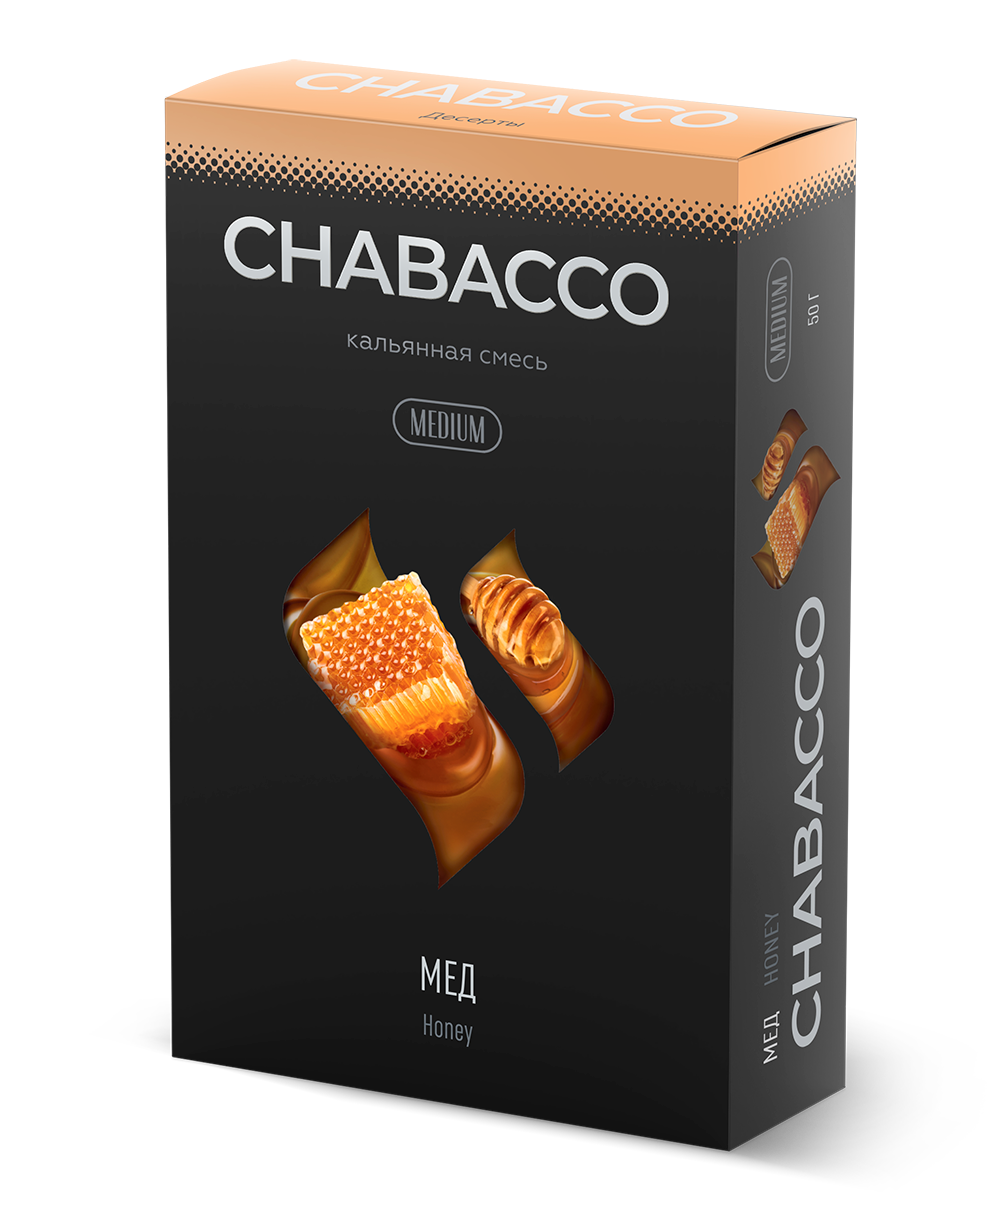 CHABACCO
Десерты
CHABACCO
кальянная смесь
MEDIUM
МЕД
Honey
MEDIUM
50 Г
CHABACCO
МЕД HONEY